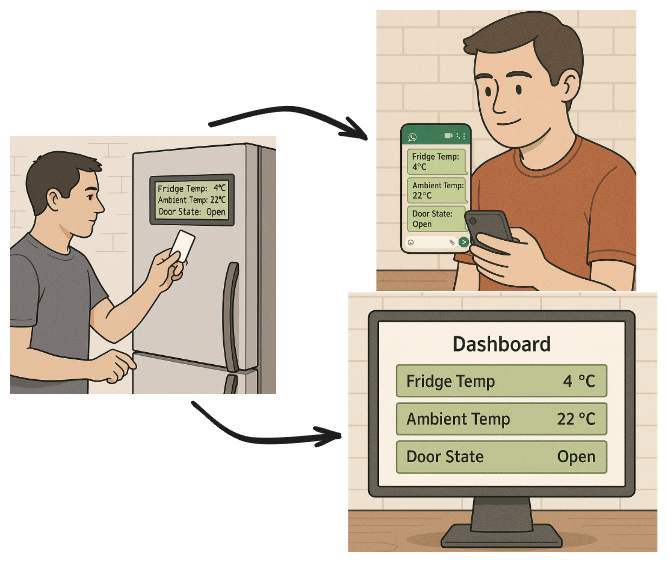 Fridge Temp: 4°C
Ambient Temp: 22°C
Door State: Open
Fridge Temp:
4°C
Ambient Temp:
22°C
Door State:
Open
Dashboard
Fridge Temp 4 °C
Ambient Temp 22 °C
Door State Open